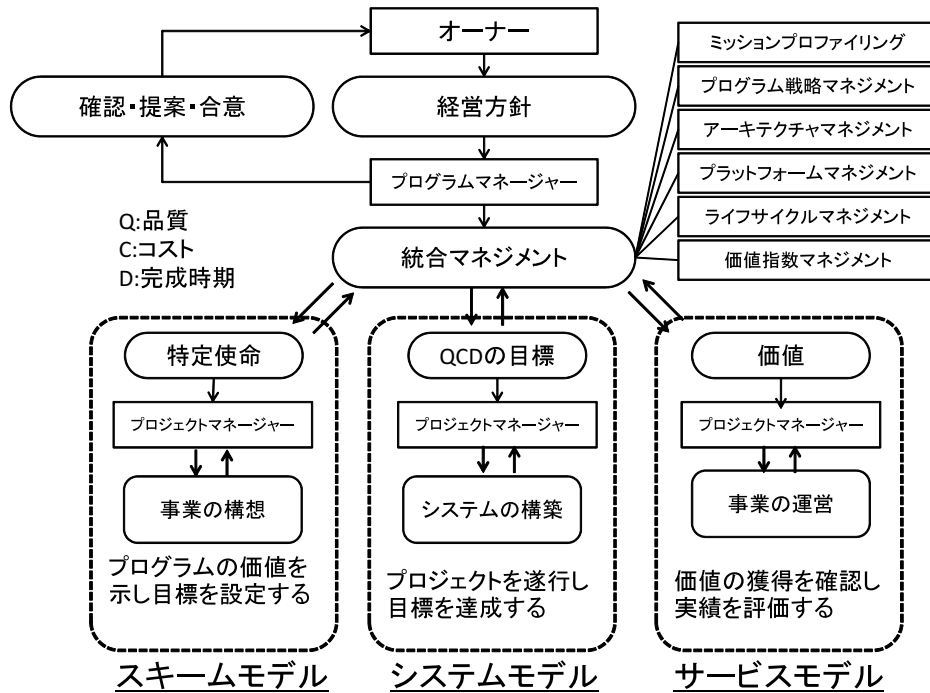 オーナー
確認・提案・合意
経営方針
プログラムマネージャー
統合マネジメント
ミッションプロファイリング
プログラム戦略マネジメント
アーキテクチャマネジメント
プラットフォームマネジメント
ライフサイクルマネジメント
価値指数マネジメント
Q:品質
C:コスト
D:完成時期
特定使命
プロジェクトマネージャー
事業の構想
プログラムの価値を
示し目標を設定する
スキームモデル
QCDの目標
プロジェクトマネージャー
システムの構築
プロジェクトを遂行し
目標を達成する
システムモデル
価値
プロジェクトマネージャー
事業の運営
価値の獲得を確認し
実績を評価する
サービスモデル